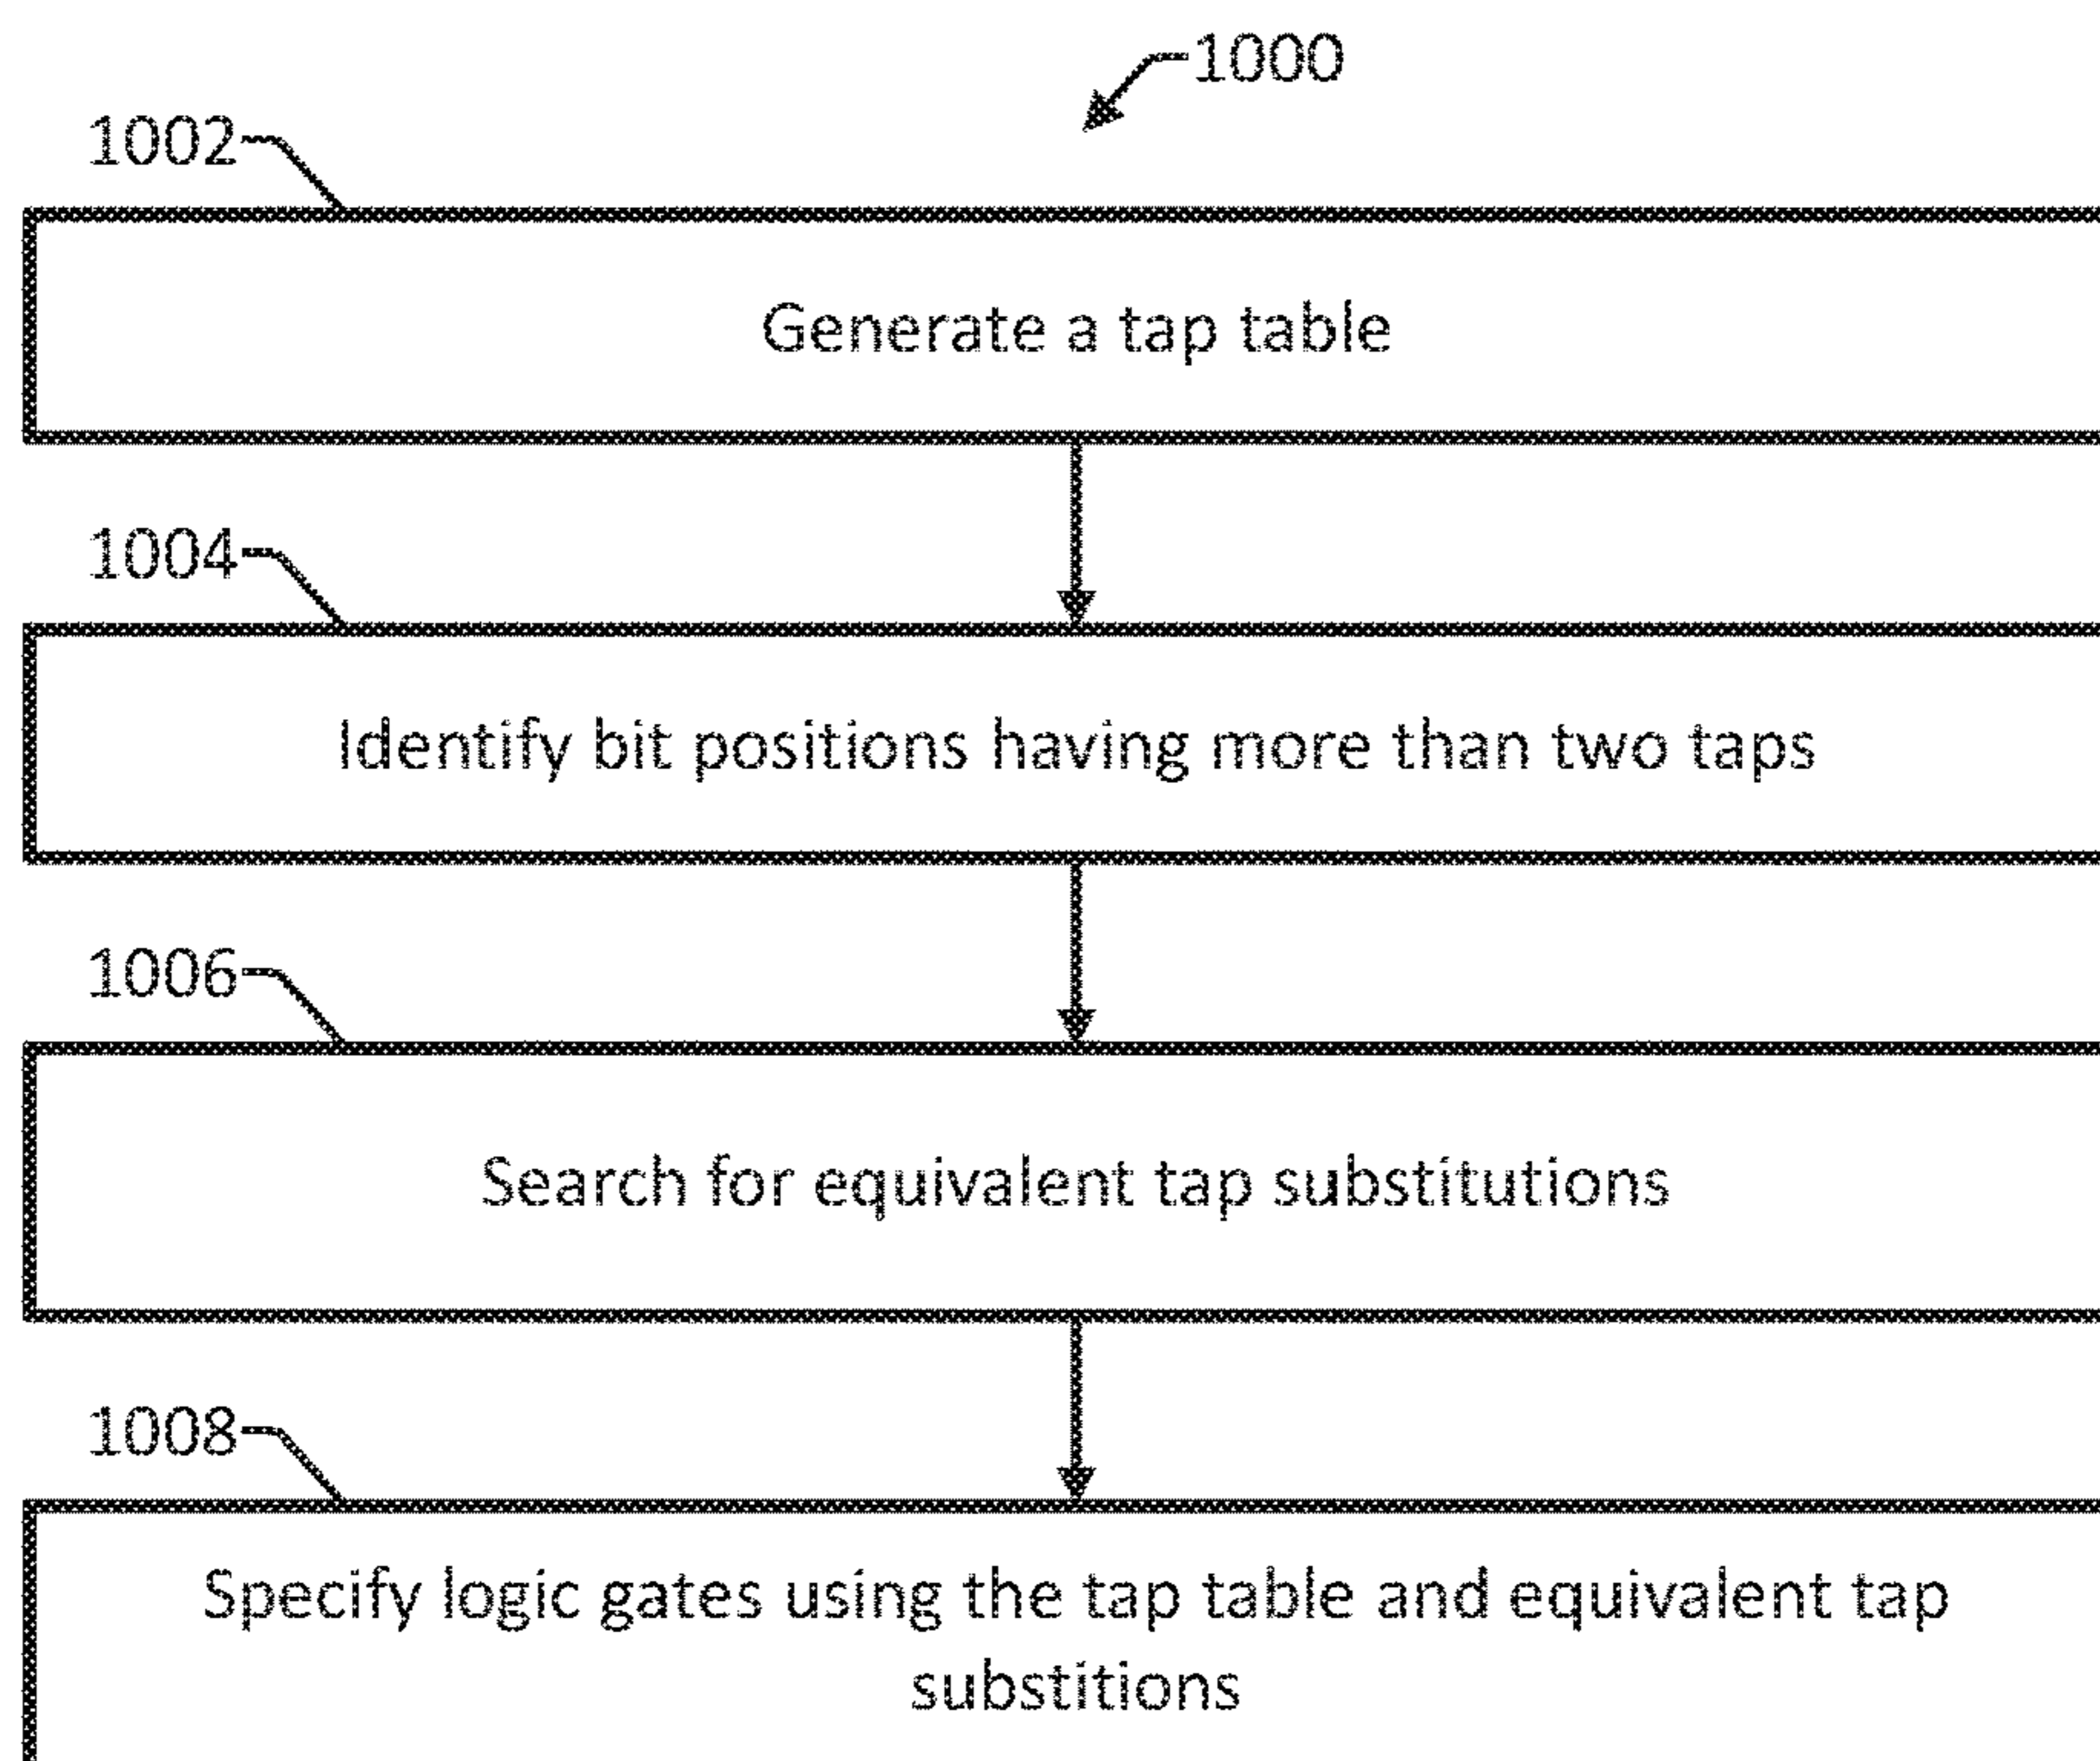 1000
1002
Generate a tap table
1004
Identify bit positions having more than two taps
1006
Search for equivalent tap substitutions
1008
Specify logic gates using the tap table and equivalent tap
substitions